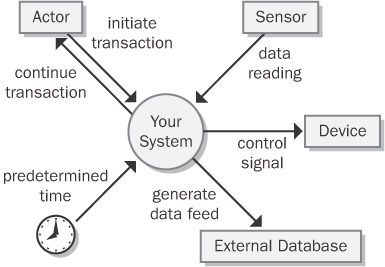 Actor
initiate
transaction
Sensor
continue
transaction
data
reading
Your
System
control
signal
Device
predetermined
time
generate
data feed
External Database